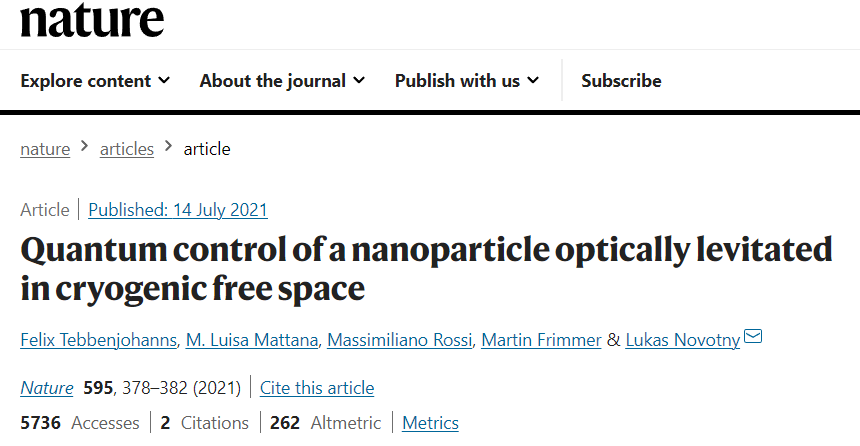 nature
Explore content About the journal Publish with us Subscribe
nature > articles > article
Article | Published: 14 July 2021
Quantum control of a nanoparticle optically levitated
in cryogenic free space
Felix Tebbenjohanns, M. Luisa Mattana, Massimiliano Rossi, Martin Frimmer & Lukas Novotny
Nature 595, 378–382 (2021) | Cite this article
5736 Accesses | 2 Citations | 262 Altmetric | Metrics